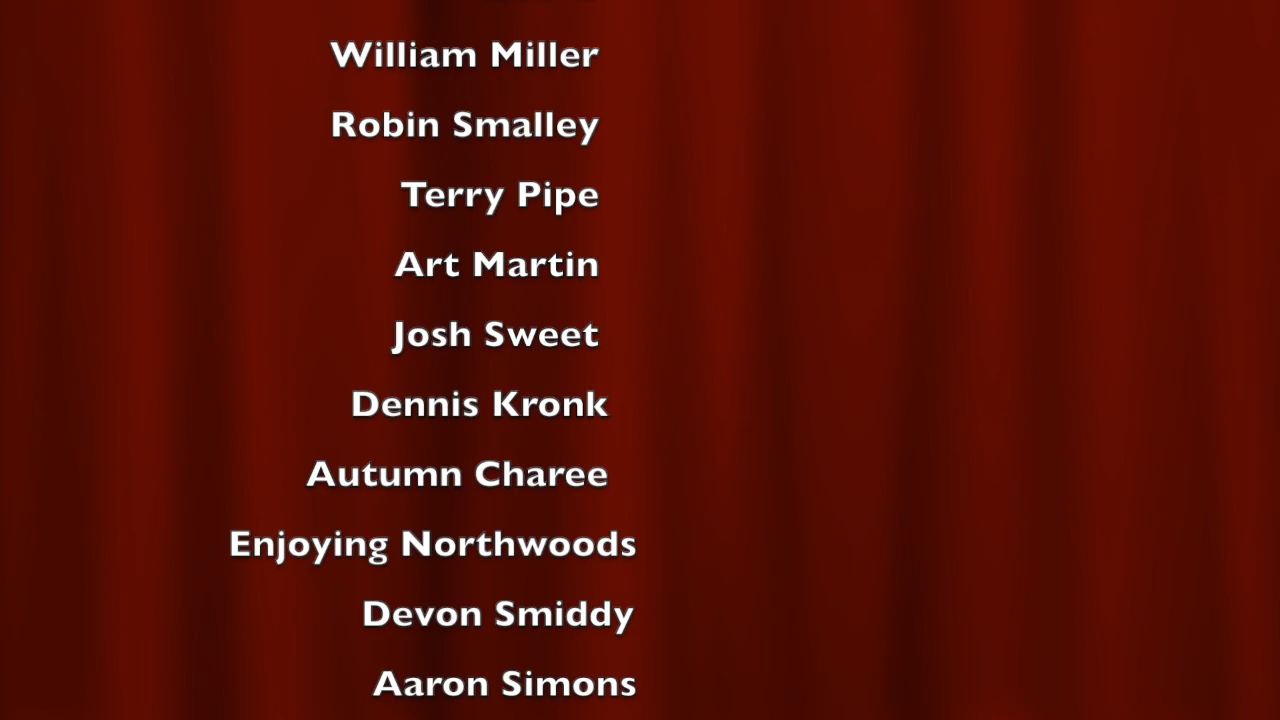 William Miller
Robin Smalley
Terry Pipe
Art Martin
Josh Sweet
Dennis Kronk
Autumn Charee
Enjoying Northwoods
Devon Smiddy
Aaron Simons